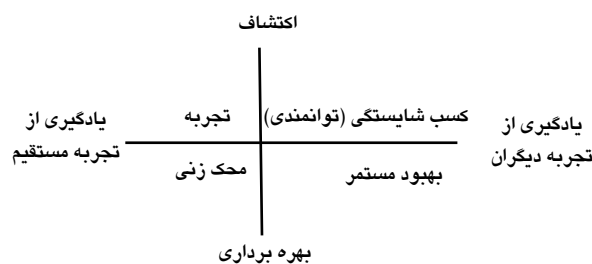 اکتشاف
کسب شایستگی (توانمندی)
تجربه
یادگیری از
تجربه دیگران
یادگیری از
تجربه مستقیم
بهبود مستمر
محک زنی
بهره برداری